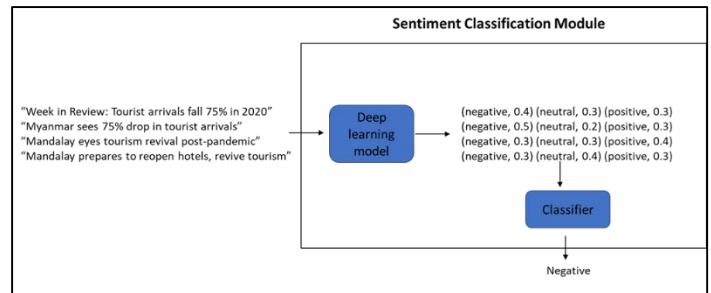 Sentiment Classification Module
"Week in Review: Tourist arrivals fall 75% in 2020"
"Myanmar sees 75% drop in tourist arrivals"
"Mandalay eyes tourism revival post-pandemic"
"Mandalay prepares to reopen hotels, revive tourism"
Deep
learning
model
(negative, 0.4) (neutral, 0.3) (positive, 0.3)
(negative, 0.5) (neutral, 0.2) (positive, 0.3)
(negative, 0.3) (neutral, 0.3) (positive, 0.4)
(negative, 0.3) (neutral, 0.4) (positive, 0.3)
Classifier
Negative